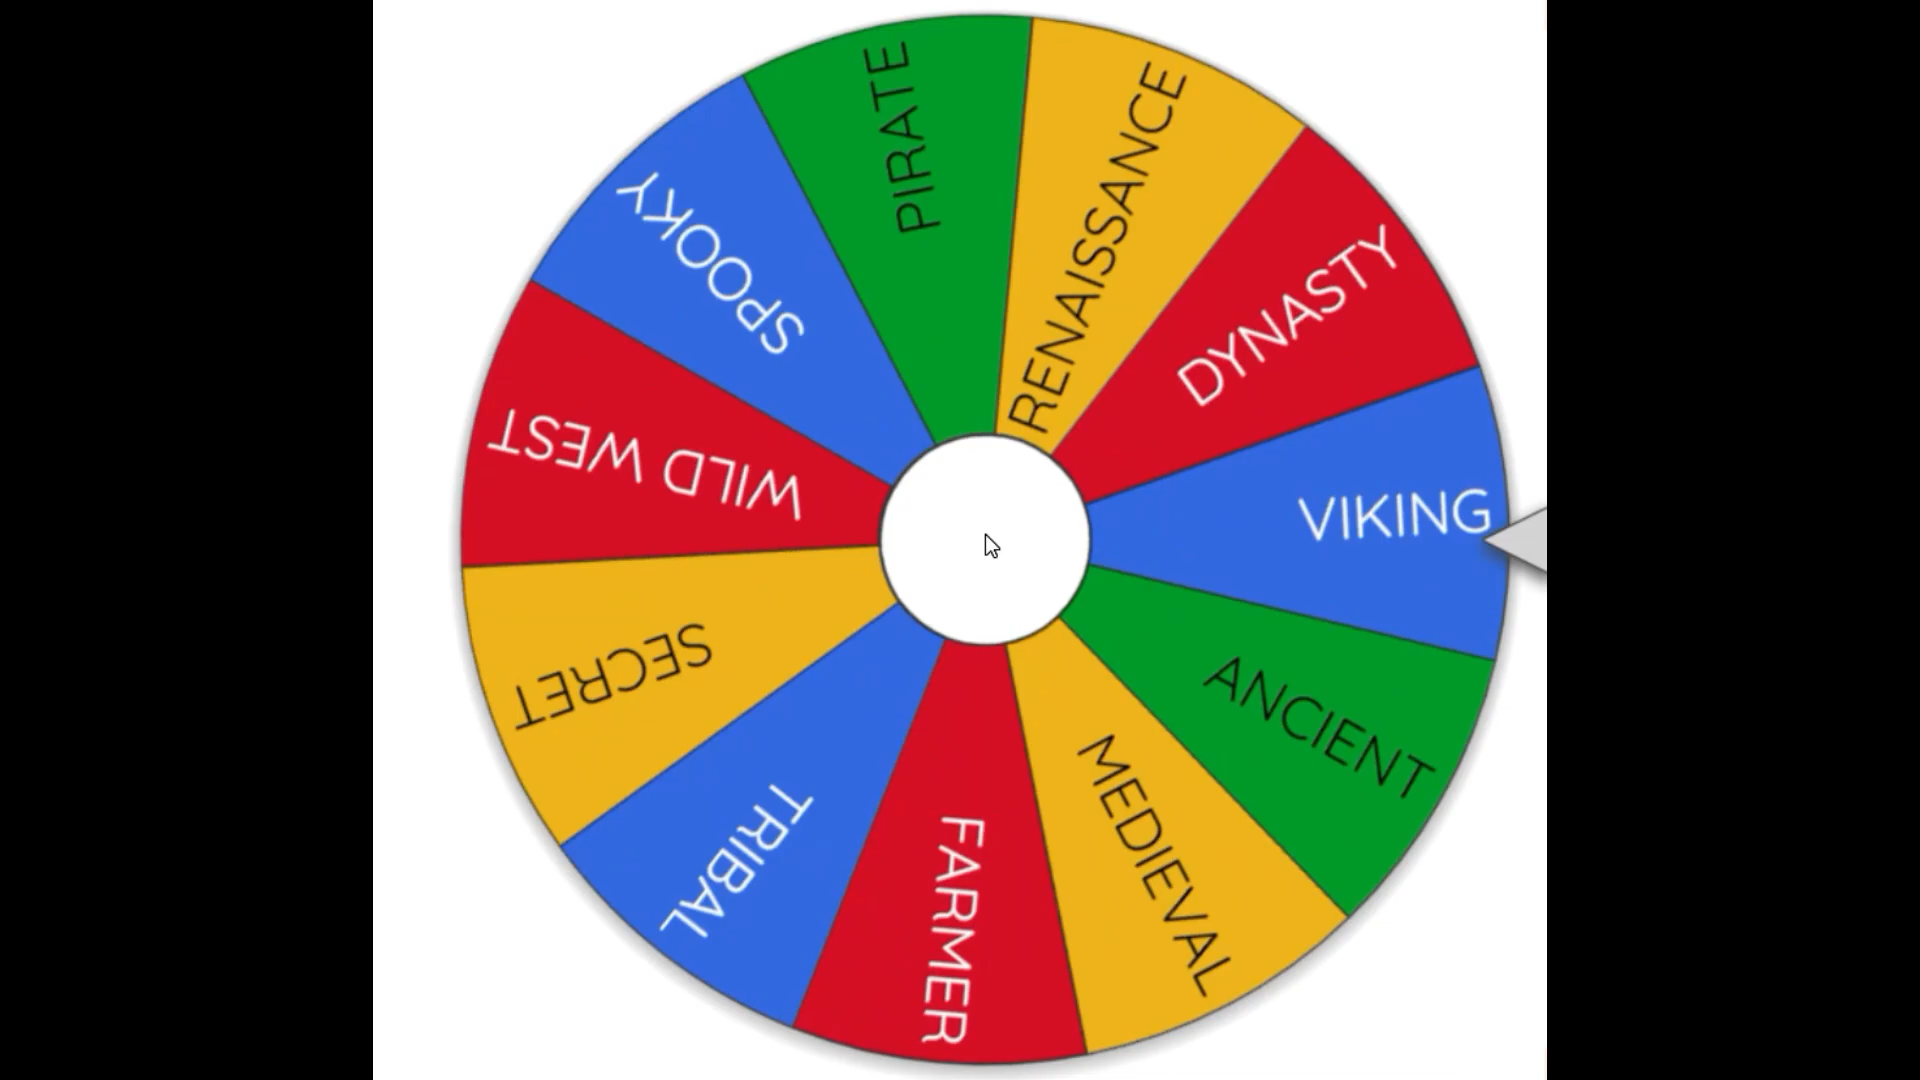 PIRATE
RENAISSANCE
DYNASTY
VIKING
ANCIENT
MEDIEVAL
FARMER
TRIBAL
SECRET
WILD WEST
SPOOKY